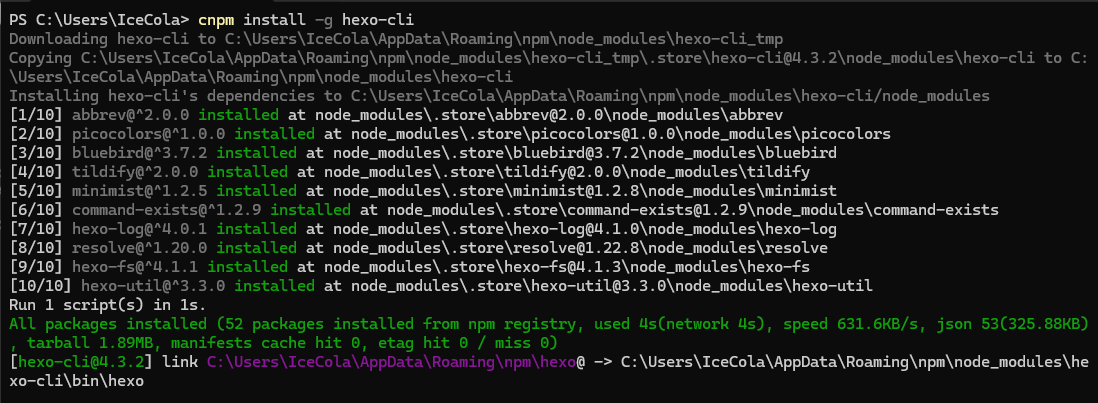 PS C:\Users\IceCola> cnpm install -g hexo-cli
Downloading hexo-cli to C:\Users\IceCola\AppData\Roaming\npm\node_modules\hexo-cli_tmp
Copying C:\Users\IceCola\AppData\Roaming\npm\node_modules\hexo-cli_tmp\.store\hexo-cli@4.3.2\node_modules\hexo-cli to C:
\Users\IceCola\AppData\Roaming\npm\node_modules\hexo-cli
Installing hexo-cli's dependencies to C:\Users\IceCola\AppData\Roaming\npm\node_modules\hexo-cli/node_modules
[1/10] abbrev@^2.0.0 installed at node_modules\.store\abbrev@2.0.0\node_modules\abbrev
[2/10] picocolors@^1.0.0 installed at node_modules\.store\picocolors@1.0.0\node_modules\picocolors
[3/10] bluebird@^3.7.2 installed at node_modules\.store\bluebird@3.7.2\node_modules\bluebird
[4/10] tildify@^2.0.0 installed at node_modules\.store\tildify@2.0.0\node_modules\tildify
[5/10] minimist@^1.2.5 installed at node_modules\.store\minimist@1.2.8\node_modules\minimist
[6/10] command-exists@^1.2.9 installed at node_modules\.store\command-exists@1.2.9\node_modules\command-exists
[7/10] hexo-log@^4.0.1 installed at node_modules\.store\hexo-log@4.1.0\node_modules\hexo-log
[8/10] resolve@^1.20.0 installed at node_modules\.store\resolve@1.22.8\node_modules\resolve
[9/10] hexo-fs@^4.1.1 installed at node_modules\.store\hexo-fs@4.1.3\node_modules\hexo-fs
[10/10] hexo-util@^3.3.0 installed at node_modules\.store\hexo-util@3.3.0\node_modules\hexo-util
Run 1 script(s) in 1s.
All packages installed (52 packages installed from npm registry, used 4s(network 4s), speed 631.6KB/s, json 53(325.88KB)
, tarball 1.89MB, manifests cache hit 0, etag hit 0 / miss 0)
[hexo-cli@4.3.2] link C:\Users\IceCola\AppData\Roaming\npm\hexo@ -> C:\Users\IceCola\AppData\Roaming\npm\node_modules\he
xo-cli\bin\hexo